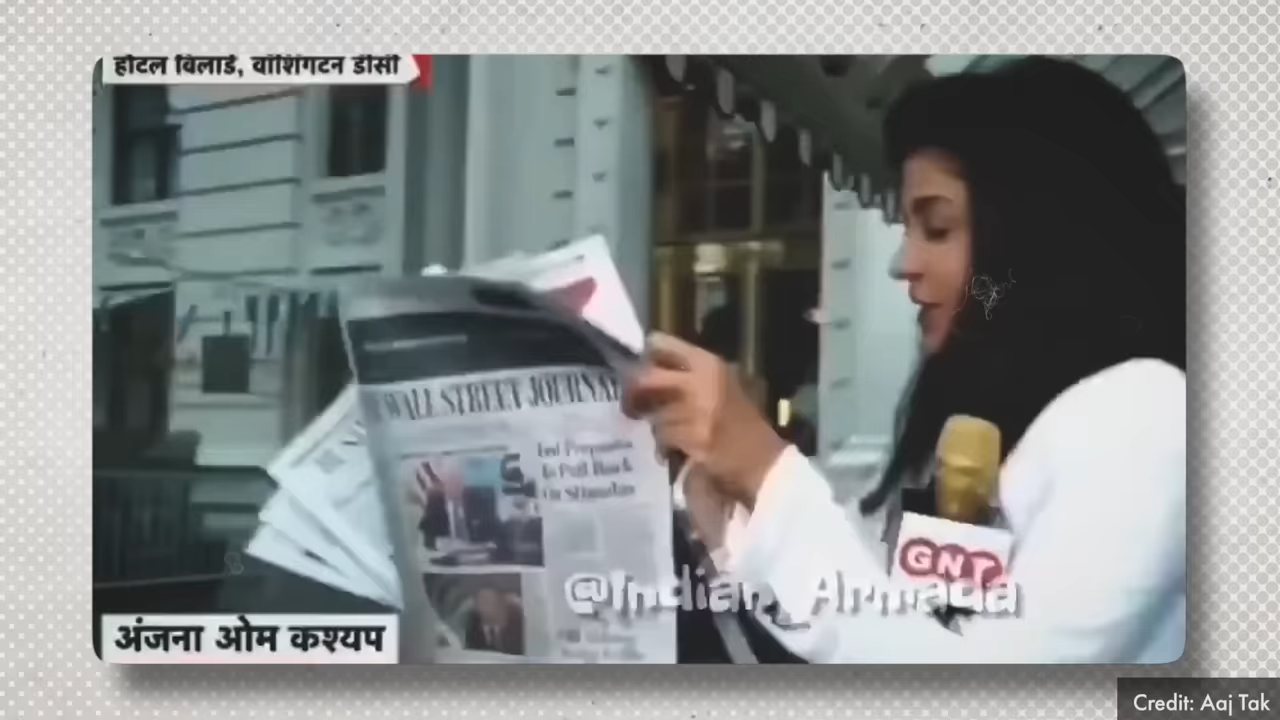 होटल विलार्ड, वॉशिंगटन डीसी
WALL STREET JOURNAL
Fed Prepares
to Pull Back
On Stimulus
GNT
@Indian_Armada
अंजना ओम कश्यप
Credit: Aaj Tak